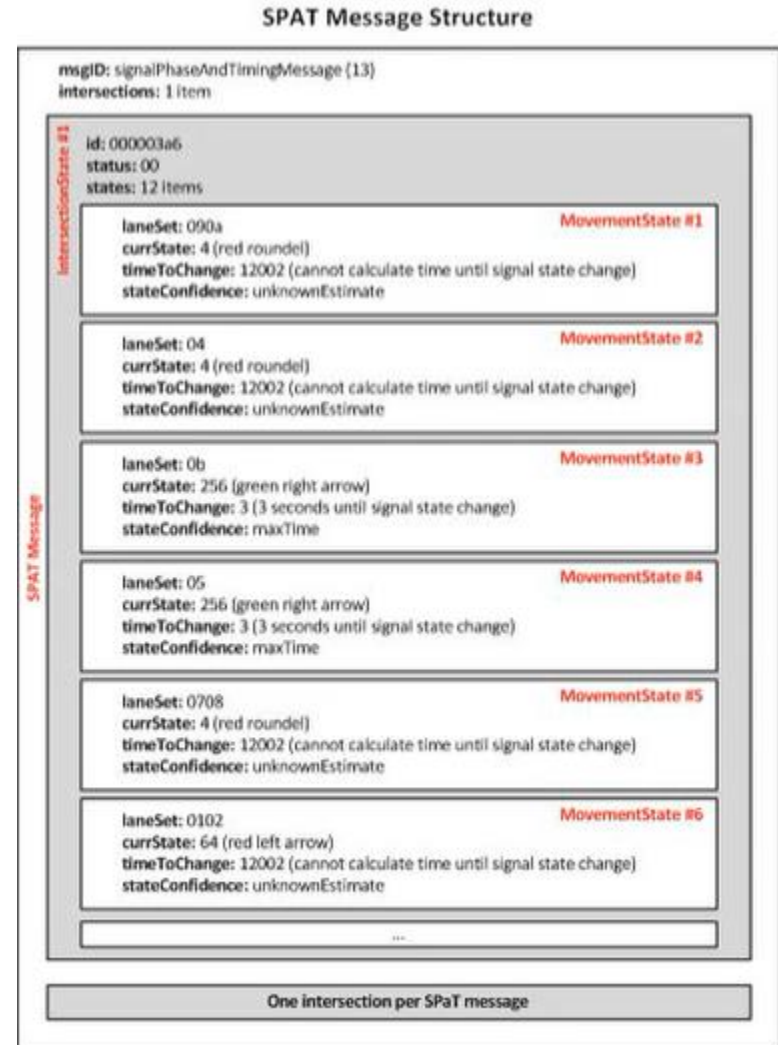 SPAT Message Structure
msgID: signalPhaseAndTimingMessage (13)
intersections: 1 item
IntersectionState #1
id: 000003a6
status: 00
states: 12 items
MovementState #1
laneSet: 090a
currState: 4 (red roundel)
timeToChange: 12002 (cannot calculate time until signal state change)
stateConfidence: unknownEstimate
MovementState #2
laneSet: 04
currState: 4 (red roundel)
timeToChange: 12002 (cannot calculate time until signal state change)
stateConfidence: unknownEstimate
MovementState #3
laneSet: 0b
currState: 256 (green right arrow)
timeToChange: 3 (3 seconds until signal state change)
stateConfidence: maxTime
MovementState #4
laneSet: 05
currState: 256 (green right arrow)
timeToChange: 3 (3 seconds until signal state change)
stateConfidence: maxTime
MovementState #5
laneSet: 0708
currState: 4 (red roundel)
timeToChange: 12002 (cannot calculate time until signal state change)
stateConfidence: unknownEstimate
MovementState #6
laneSet: 0102
currState: 64 (red left arrow)
timeToChange: 12002 (cannot calculate time until signal state change)
stateConfidence: unknownEstimate
...
SPAT Message
One intersection per SPaT message